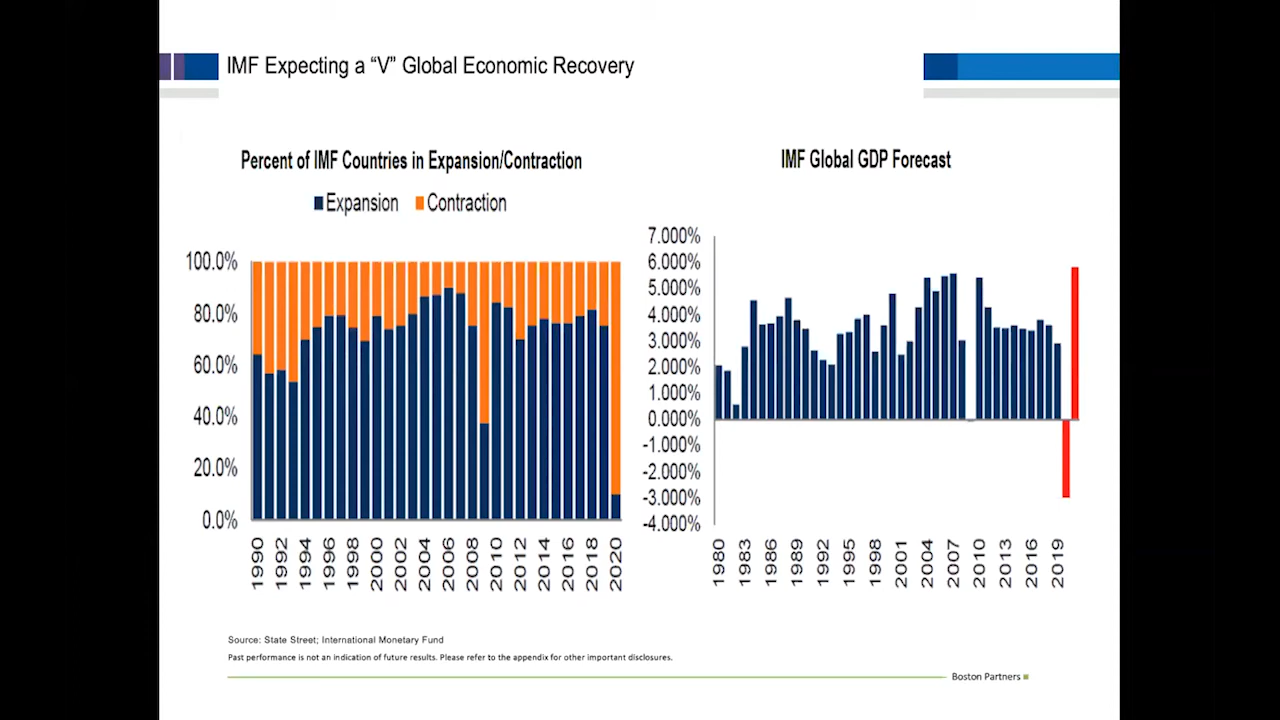 IMF Expecting a “V” Global Economic Recovery
Percent of IMF Countries in Expansion/Contraction
Expansion Contraction
100.0%
80.0%
60.0%
40.0%
20.0%
0.0%
1990 1992 1994 1996 1998 2000 2002 2004 2006 2008 2010 2012 2014 2016 2018 2020
IMF Global GDP Forecast
7.000%
6.000%
5.000%
4.000%
3.000%
2.000%
1.000%
0.000%
-1.000%
-2.000%
-3.000%
-4.000%
1980 1983 1986 1989 1992 1995 1998 2001 2004 2007 2010 2013 2016 2019
Source: State Street; International Monetary Fund
Past performance is not an indication of future results. Please refer to the appendix for other important disclosures.
Boston Partners